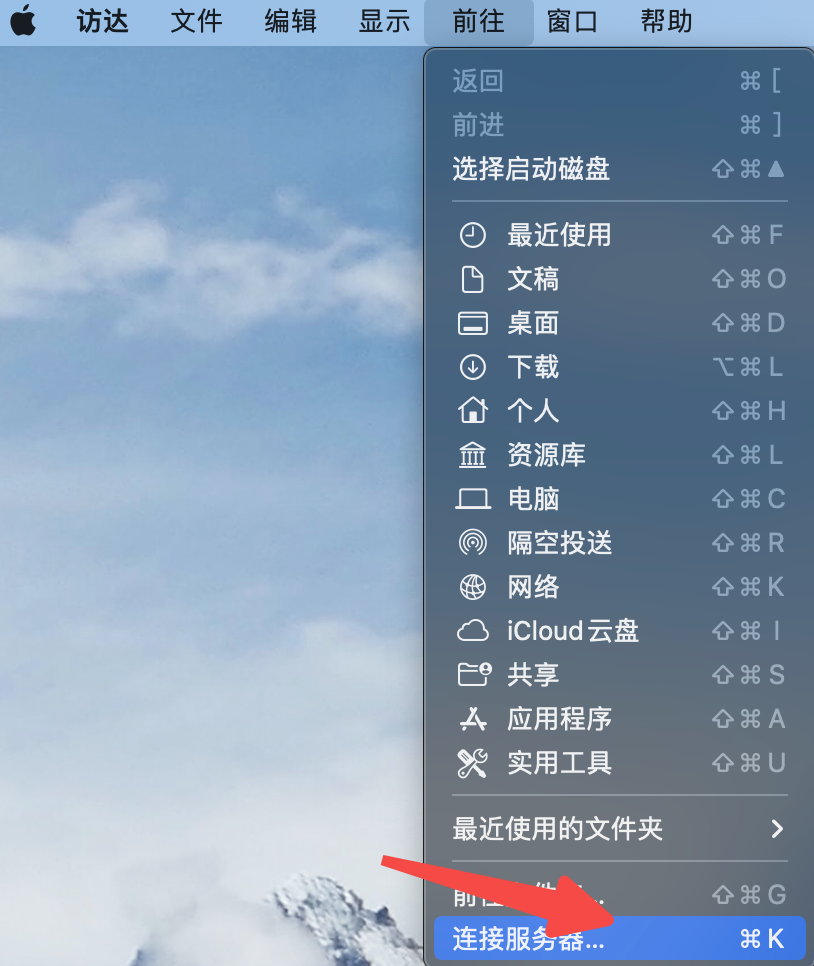 访达 文件 编辑 显示 前往 窗口 帮助
返回 ⌘ [
前进 ⌘ ]
选择启动磁盘 ⇧ ⌘ ▲
最近使用 ⇧ ⌘ F
文稿 ⇧ ⌘ O
桌面 ⇧ ⌘ D
下载 ⌥ ⌘ L
个人 ⇧ ⌘ H
资源库 ⇧ ⌘ L
电脑 ⇧ ⌘ C
隔空投送 ⇧ ⌘ R
网络 ⇧ ⌘ K
iCloud云盘 ⇧ ⌘ I
共享 ⇧ ⌘ S
应用程序 ⇧ ⌘ A
实用工具 ⇧ ⌘ U
最近使用的文件夹
前往 ⇧ ⌘ G
连接服务器... ⌘ K